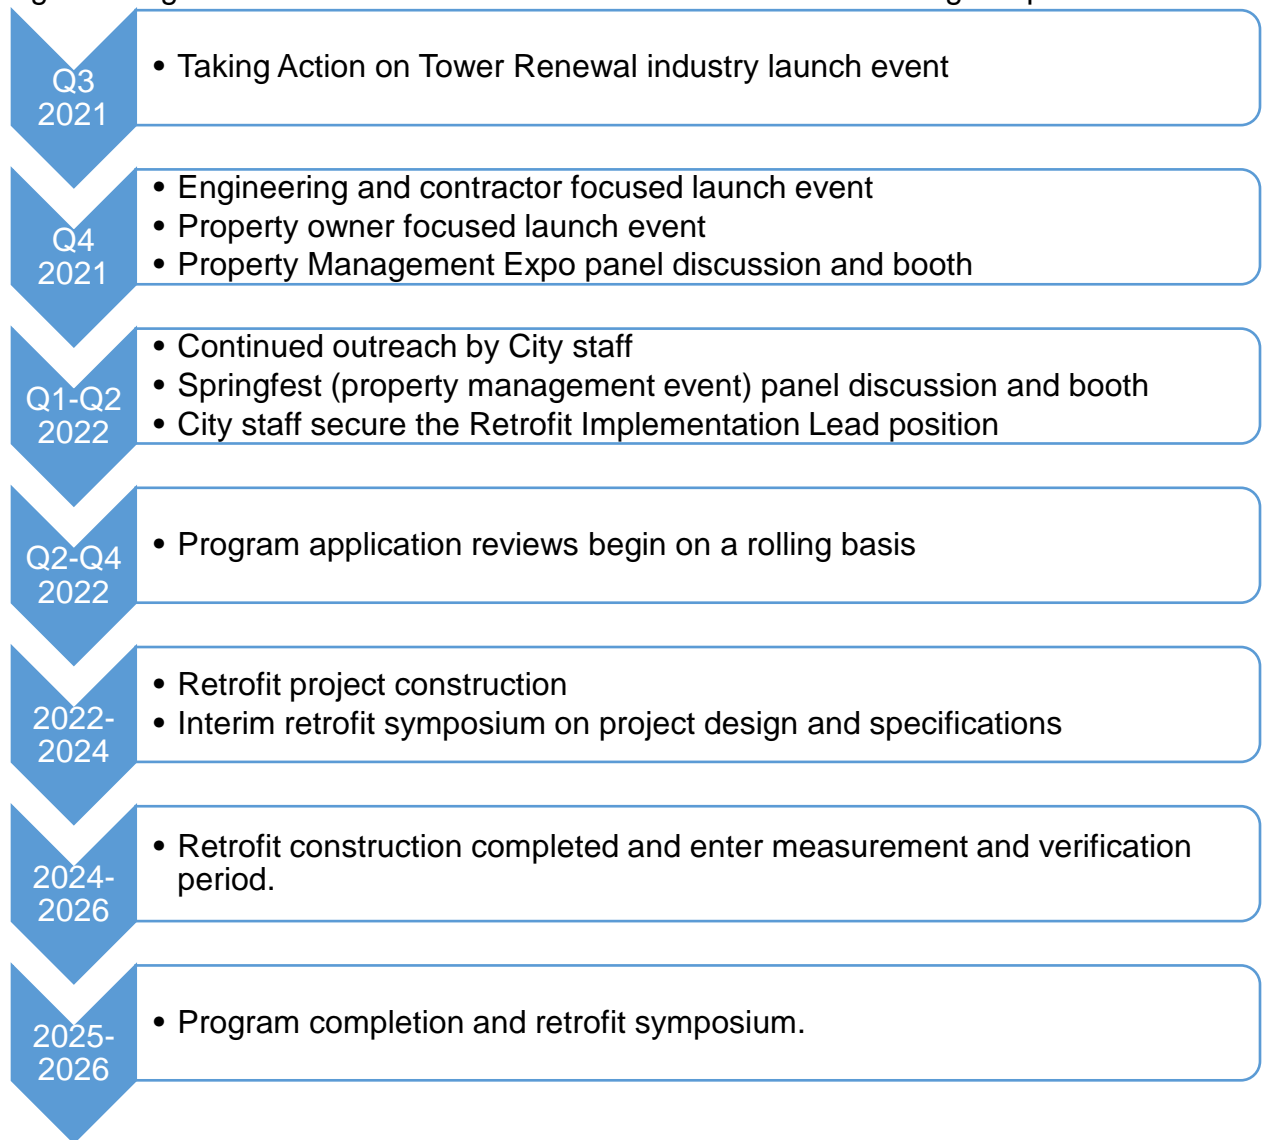 Q3
2021
• Taking Action on Tower Renewal industry launch event
Q4
2021
• Engineering and contractor focused launch event
• Property owner focused launch event
• Property Management Expo panel discussion and booth
Q1-Q2
2022
• Continued outreach by City staff
• Springfest (property management event) panel discussion and booth
• City staff secure the Retrofit Implementation Lead position
Q2-Q4
2022
• Program application reviews begin on a rolling basis
2022-
2024
• Retrofit project construction
• Interim retrofit symposium on project design and specifications
2024-
2026
• Retrofit construction completed and enter measurement and verification
period.
2025-
2026
• Program completion and retrofit symposium.